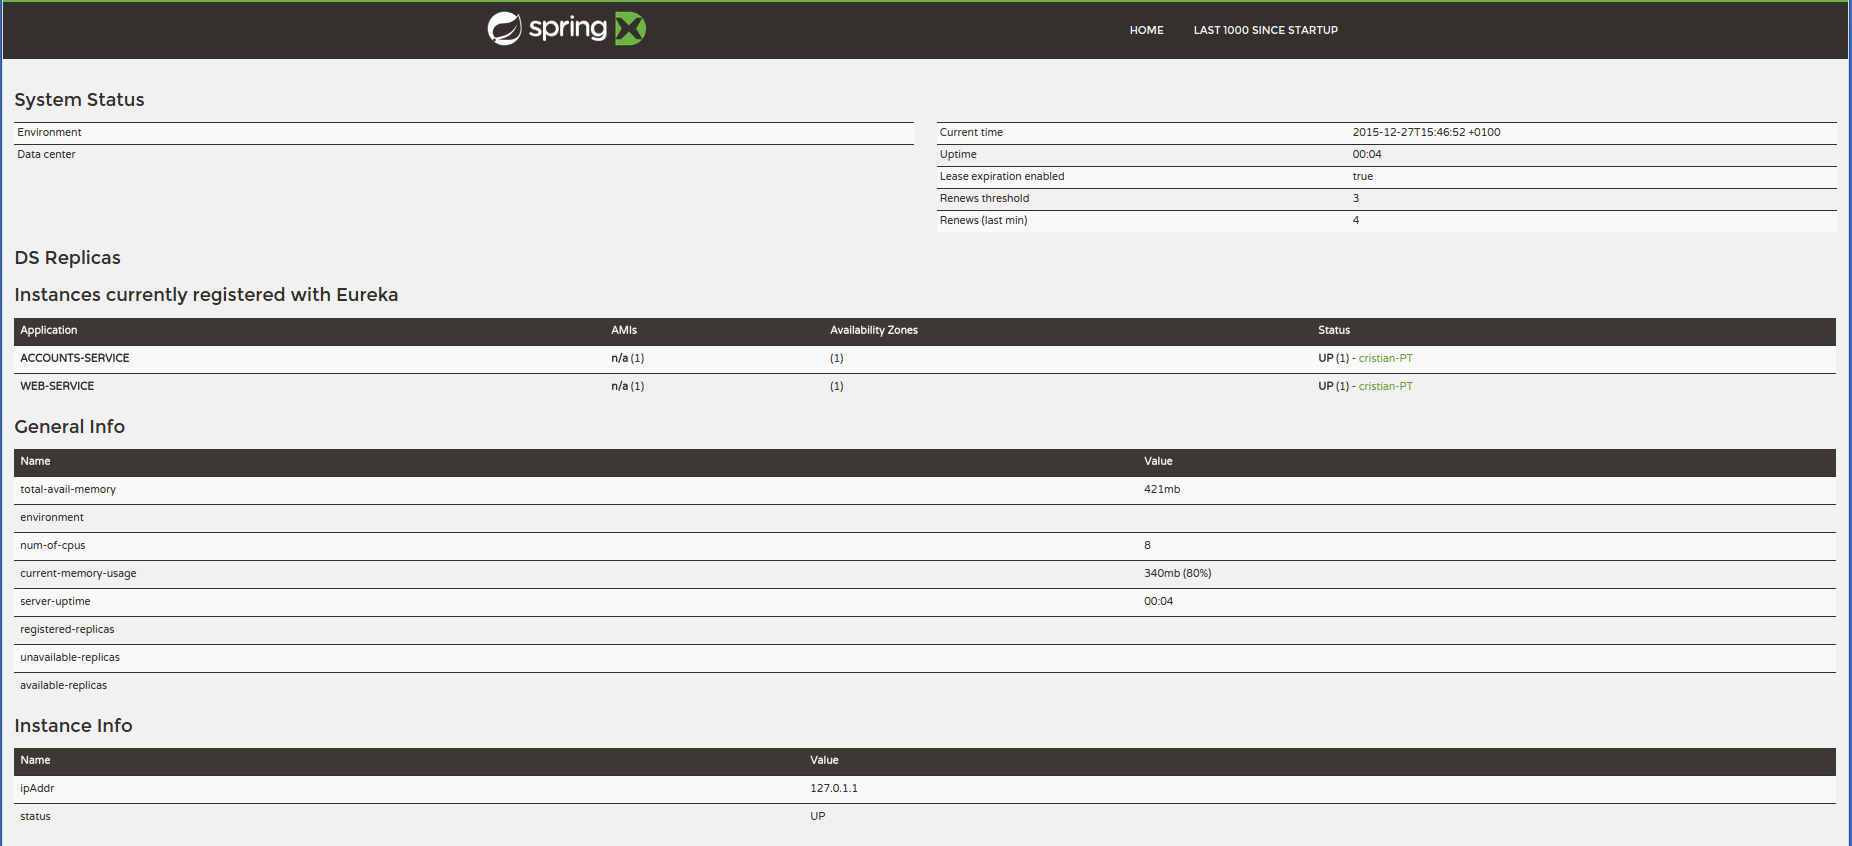 spring
HOME LAST 1000 SINCE STARTUP
System Status
Environment
Data center
Current time 2015-12-27T15:46:52 +0100
Uptime 00:04
Lease expiration enabled true
Renews threshold 3
Renews (last min) 4
DS Replicas
Instances currently registered with Eureka
Application AMIs Availability Zones Status
ACCOUNTS-SERVICE n/a (1) (1) UP (1) - cristian-PT
WEB-SERVICE n/a (1) (1) UP (1) - cristian-PT
General Info
Name Value
total-avail-memory 421mb
environment
num-of-cpus 8
current-memory-usage 340mb (80%)
server-uptime 00:04
registered-replicas
unavailable-replicas
available-replicas
Instance Info
Name Value
ipAddr 127.0.1.1
status UP